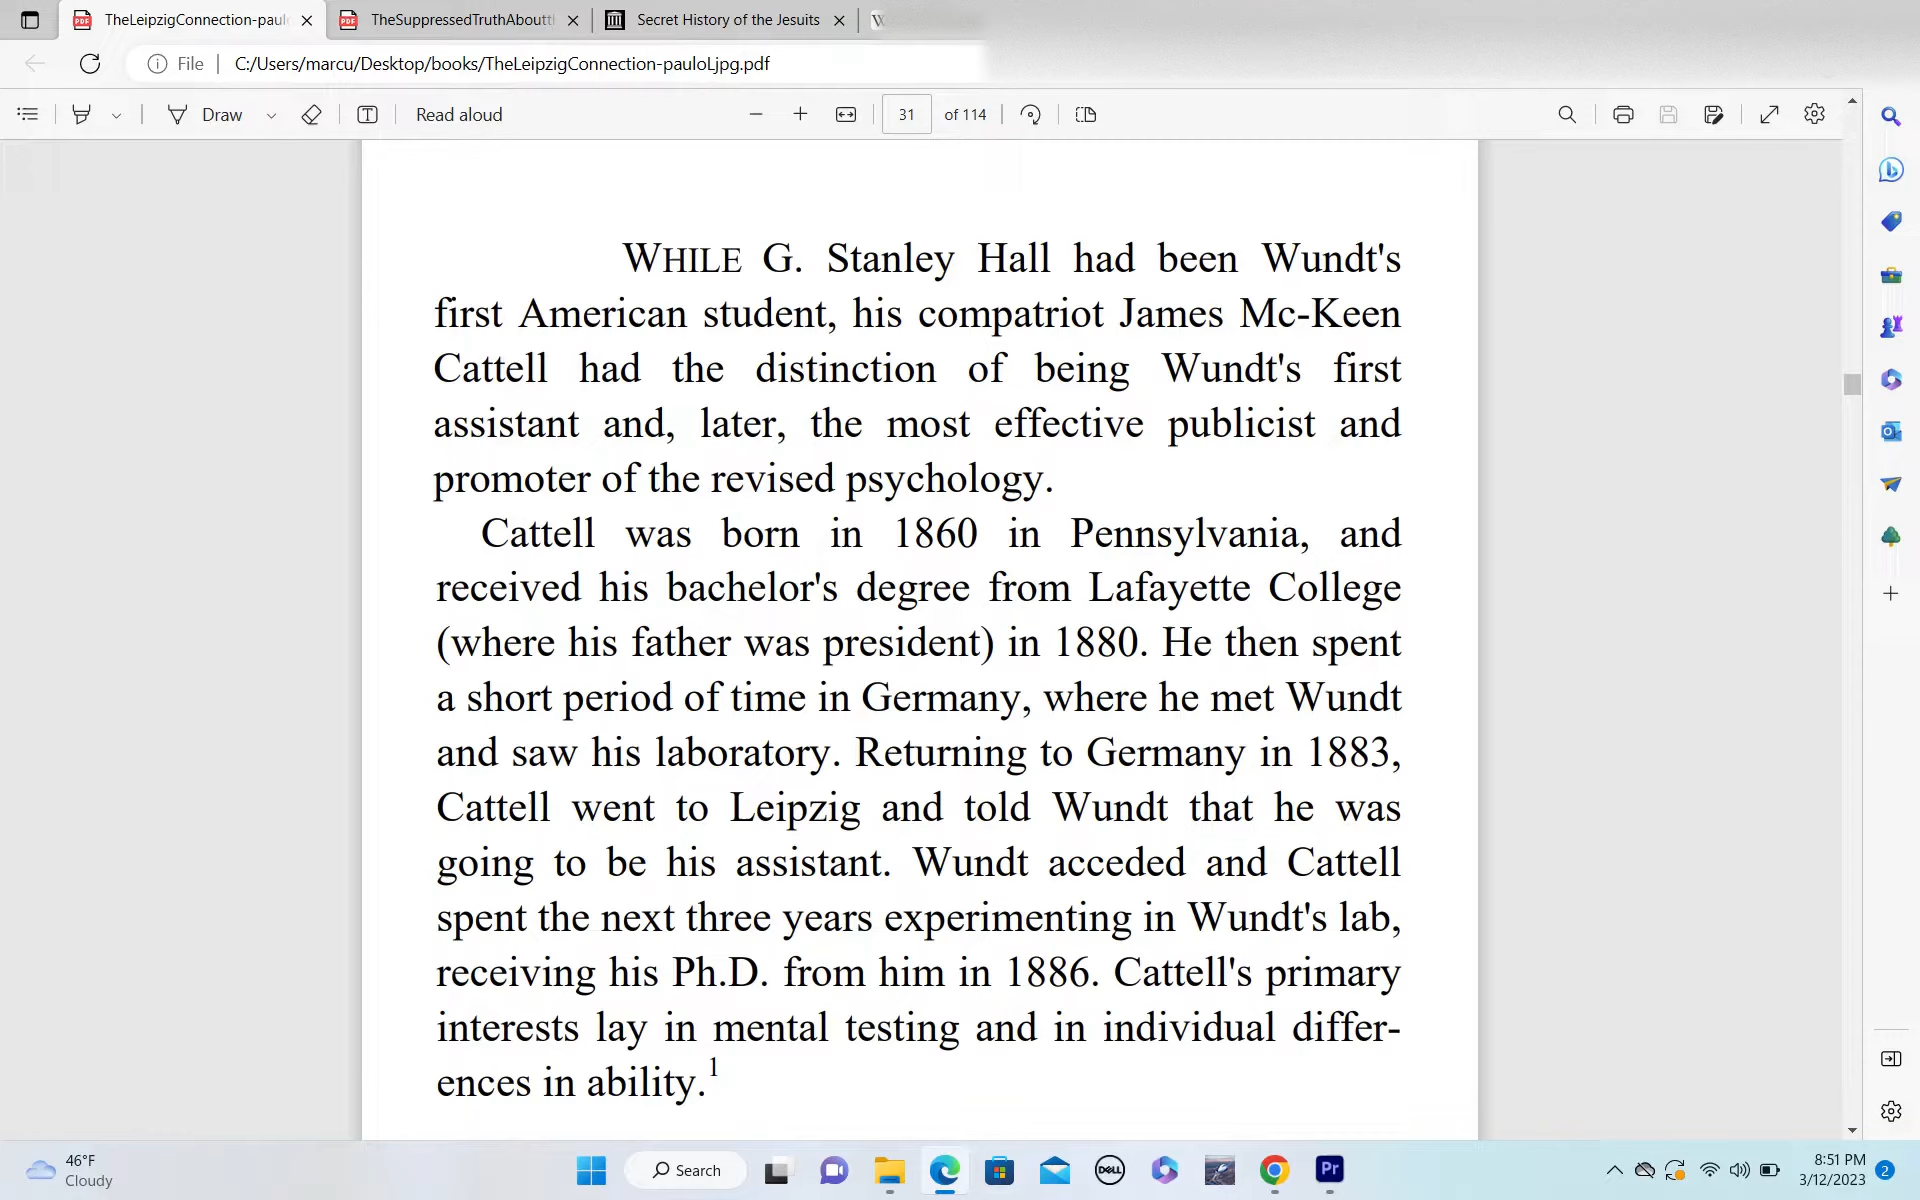 TheLeipzigConnection-paul
TheSuppressedTruthAboutt
Secret History of the Jesuits
W
File
C:/Users/marcu/Desktop/books/TheLeipzigConnection-pauloLjpg.pdf
Draw
Read aloud
31
of 114
WHILE G. Stanley Hall had been Wundt's
first American student, his compatriot James Mc-Keen
Cattell had the distinction of being Wundt's first
assistant and, later, the most effective publicist and
promoter of the revised psychology.
Cattell was born in 1860 in Pennsylvania, and
received his bachelor's degree from Lafayette College
(where his father was president) in 1880. He then spent
a short period of time in Germany, where he met Wundt
and saw his laboratory. Returning to Germany in 1883,
Cattell went to Leipzig and told Wundt that he was
going to be his assistant. Wundt acceded and Cattell
spent the next three years experimenting in Wundt's lab,
receiving his Ph.D. from him in 1886. Cattell's primary
interests lay in mental testing and in individual differ-
ences in ability.1
46°F
Cloudy
Search
DELL
Pr
8:51 PM
3/12/2023
2